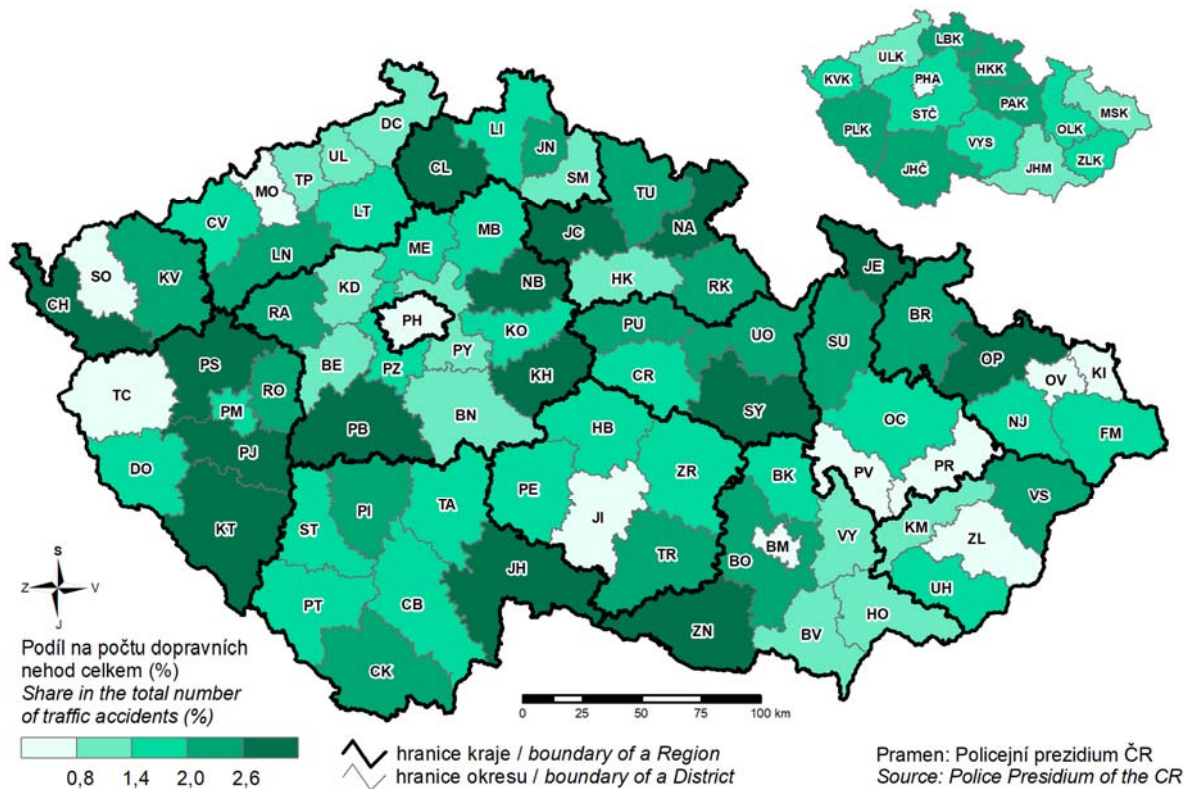 LBK
ULK
HKK
KVK
PHA
STČ
PAK
MSK
PLK
OLK
VYS
ZLK
JHČ
JHM
DC
LI
JN
UL
CL
TP
SM
MO
TU
LT
CV
MB
JC
NA
ME
LN
SO
KV
JE
KD
HK
NB
CH
RK
RA
BR
PH
PU
UO
KO
SU
PS
PY
BE
PZ
OP
RO
KH
CR
OV
KI
TC
PM
BN
SY
OC
NJ
FM
PB
HB
PJ
DO
PR
PV
ZR
BK
PE
TA
VS
PI
KT
ST
JI
KM
VY
ZL
BM
TR
BO
JH
UH
PT
CB
HO
ZN
BV
CK
S
Z V
J
Podíl na počtu dopravních
nehod celkem (%)
Share in the total number
of traffic accidents (%)
0,8 1,4 2,0 2,6
0 25 50 75 100 km
hranice kraje / boundary of a Region
hranice okresu / boundary of a District
Pramen: Policejní prezidium ČR
Source: Police Presidium of the CR